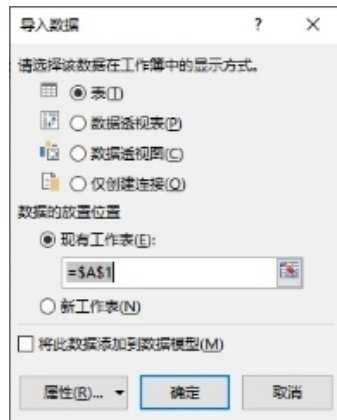 导入数据 ? ×
请选择该数据在工作簿中的显示方式。
表(T)
数据透视表(P)
数据透视图(C)
仅创建连接(O)
数据的放置位置
现有工作表(E):
=$A$1
新工作表(N)
将此数据添加到数据模型(M)
属性(R)... 确定 取消